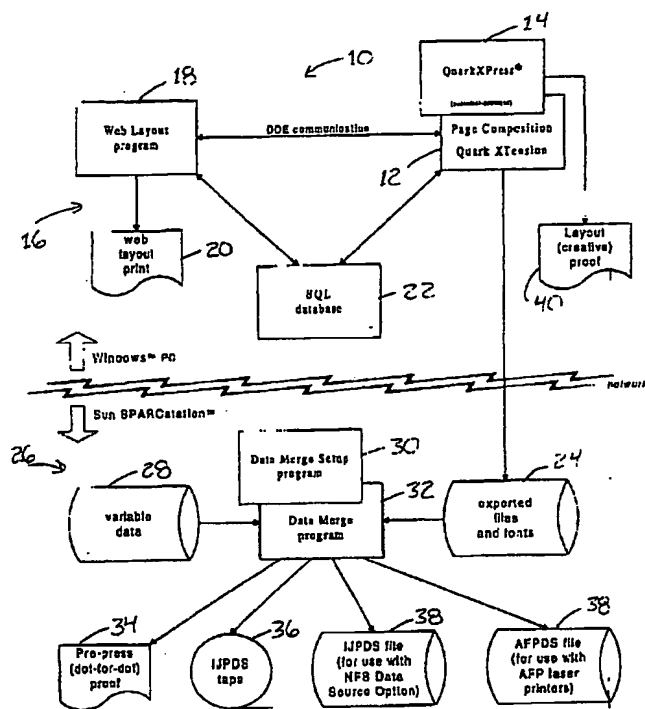 14
10
18
QuarkXPress®
Web Layout
program
DDE communication
Page Composition
Quark XTension
12
16
web
layout
print
20
Layout
(creative)
proof
40
SQL
database
22
Windows™ PC
network
Sun SPARCstation™
26
28
Data Merge Setup
program
30
24
32
variable
data
Data Merge
program
exported
files
and fonts
34
36
38
38
Pre-press
(dot-for-dot)
proof
IJPDS
tape
IJPDS file
(for use with
NFS Data
Source Option)
AFPDS file
(for use with
AFP laser
printers)